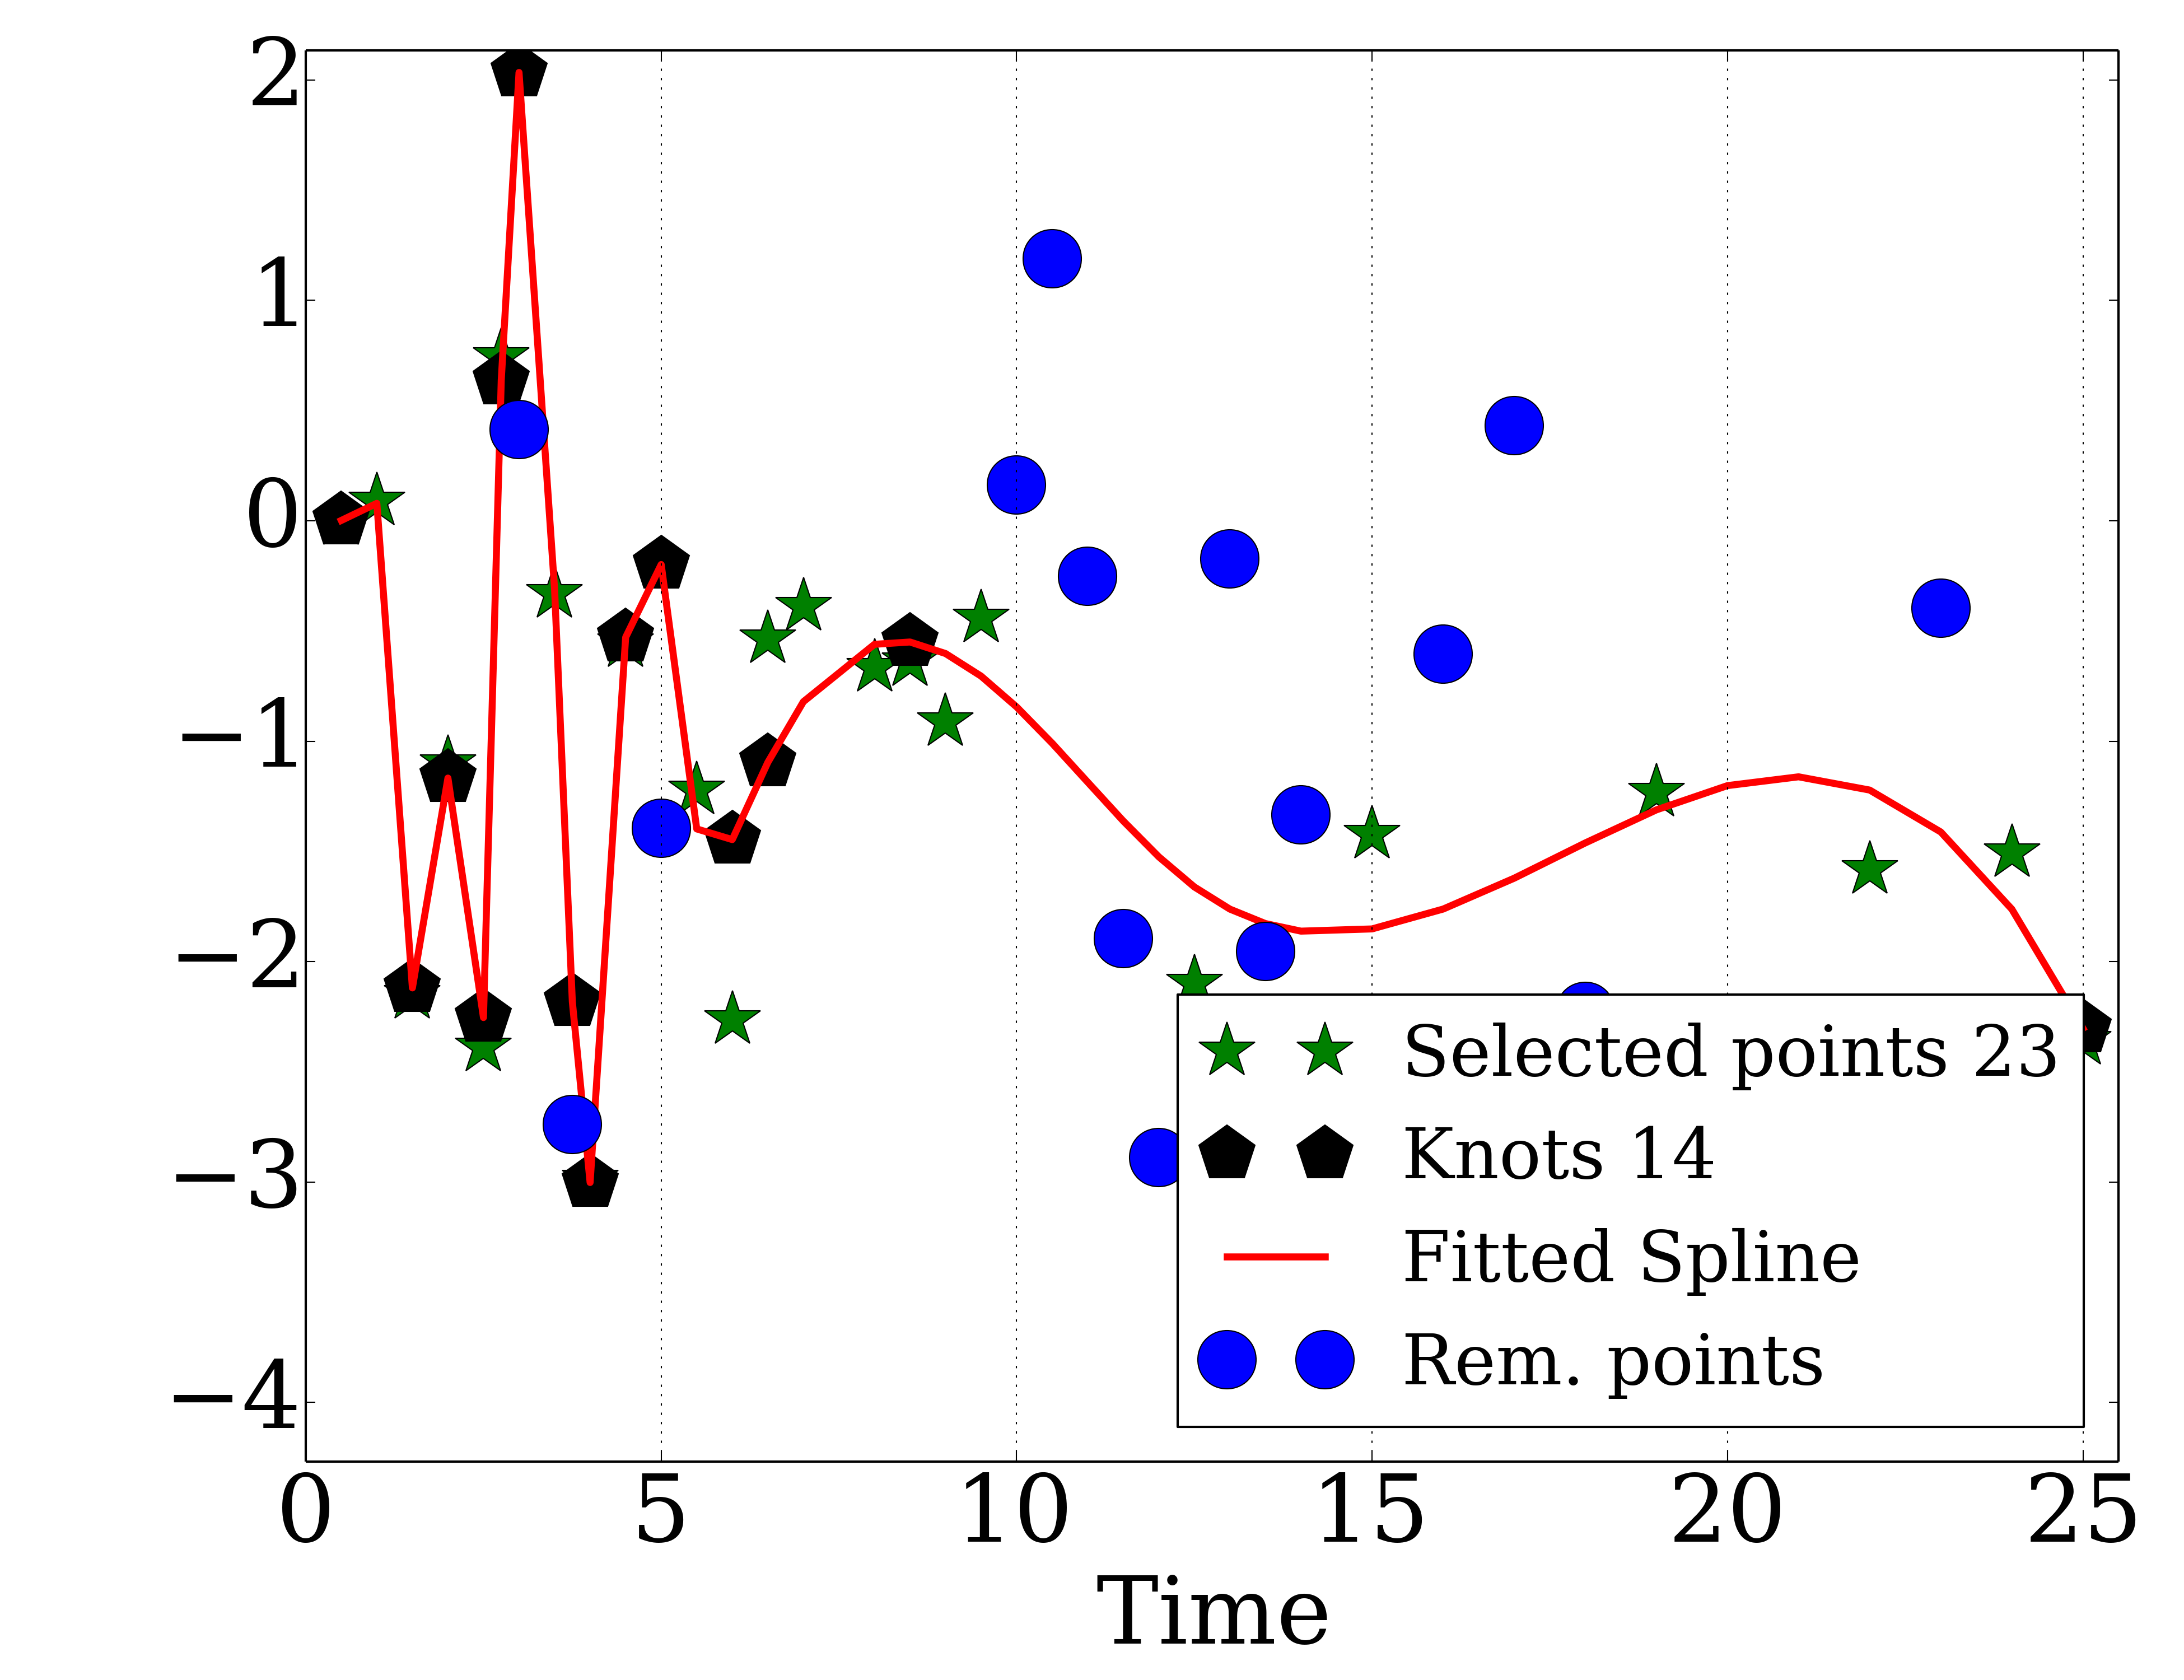 2
1
0
−1
−2
−3
−4
Selected points 23
Knots 14
Fitted Spline
Rem. points
0 5 10 15 20 25
Time